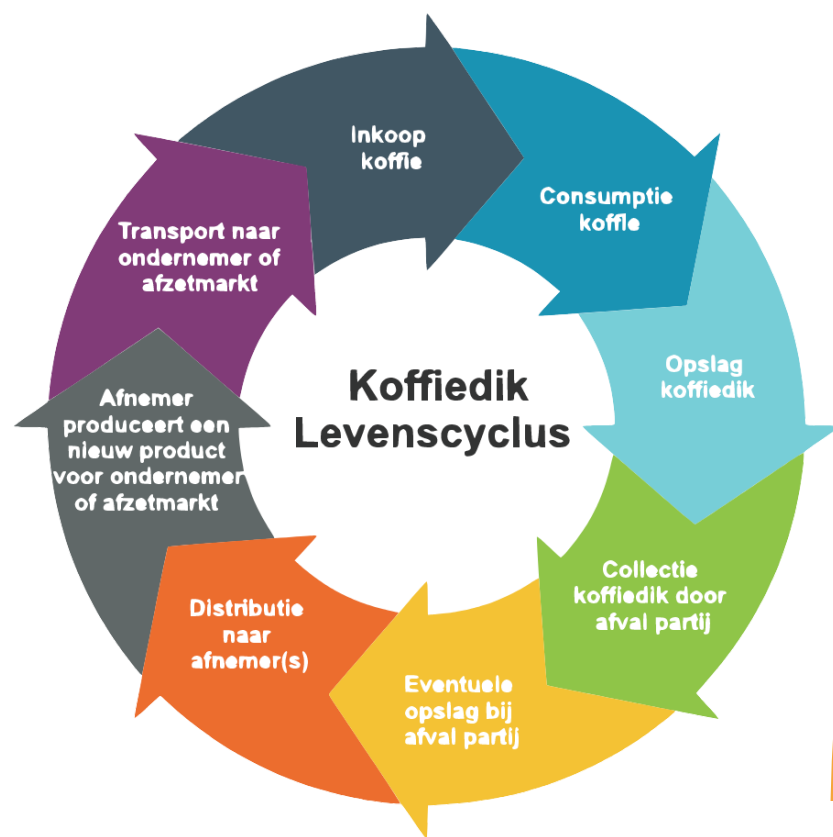 Koffiedik
Levenscyclus
Inkoop
koffie
Consumptie
koffie
Opslag
koffiedik
Collectie
koffiedik door
afval partij
Eventuele
opslag bij
afval partij
Distributie
naar
afnemer(s)
Afnemer
produceert een
nieuw product
voor ondernemer
of afzetmarkt
Transport naar
ondernemer of
afzetmarkt